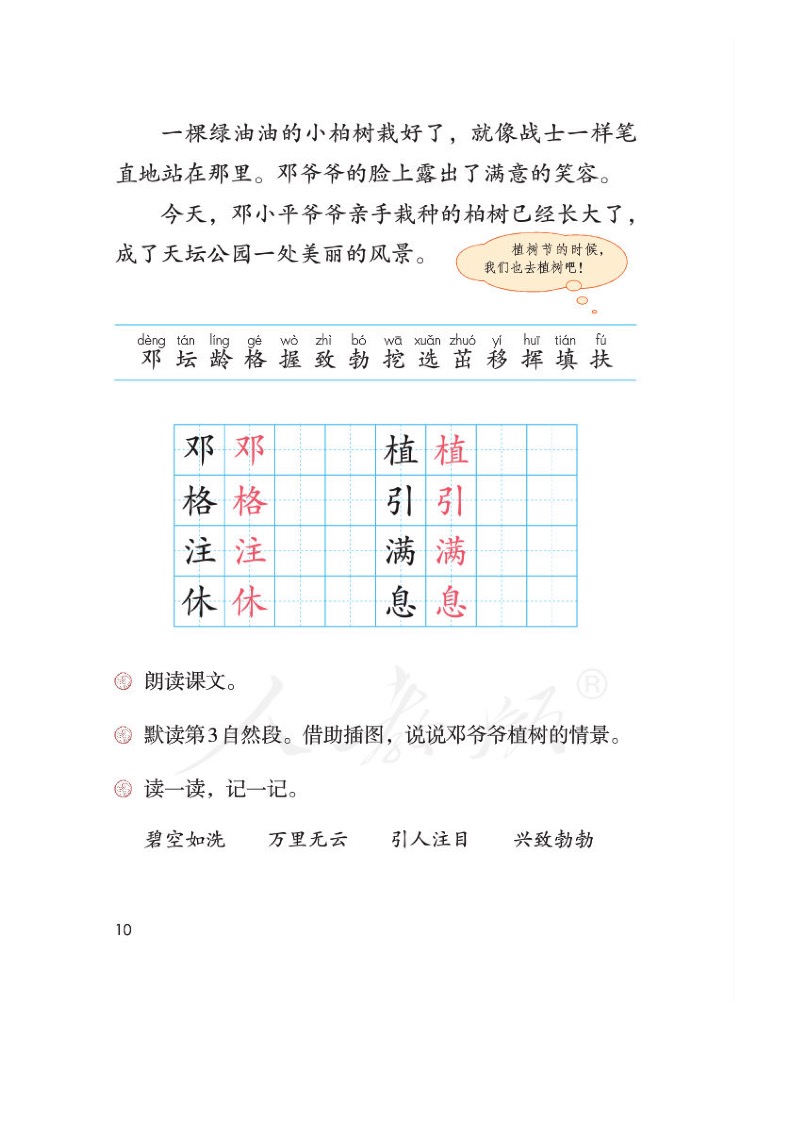 一棵绿油油的小柏树栽好了，就像战士一样笔
直地站在那里。邓爷爷的脸上露出了满意的笑容。
今天，邓小平爷爷亲手栽种的柏树已经长大了，
成了天坛公园一处美丽的风景。
植树节的时候，
我们也去植树吧！
dèng tán líng gé wò zhì bó wā xuǎn zhuó yí huī tián fú
邓 坛 龄 格 握 致 勃 挖 选 茁 移 挥 填 扶
邓 邓 植 植
格 格 引 引
注 注 满 满
休 休 息 息
朗读课文。
默读第3自然段。借助插图，说说邓爷爷植树的情景。
读一读，记一记。
碧空如洗 万里无云 引人注目 兴致勃勃
10